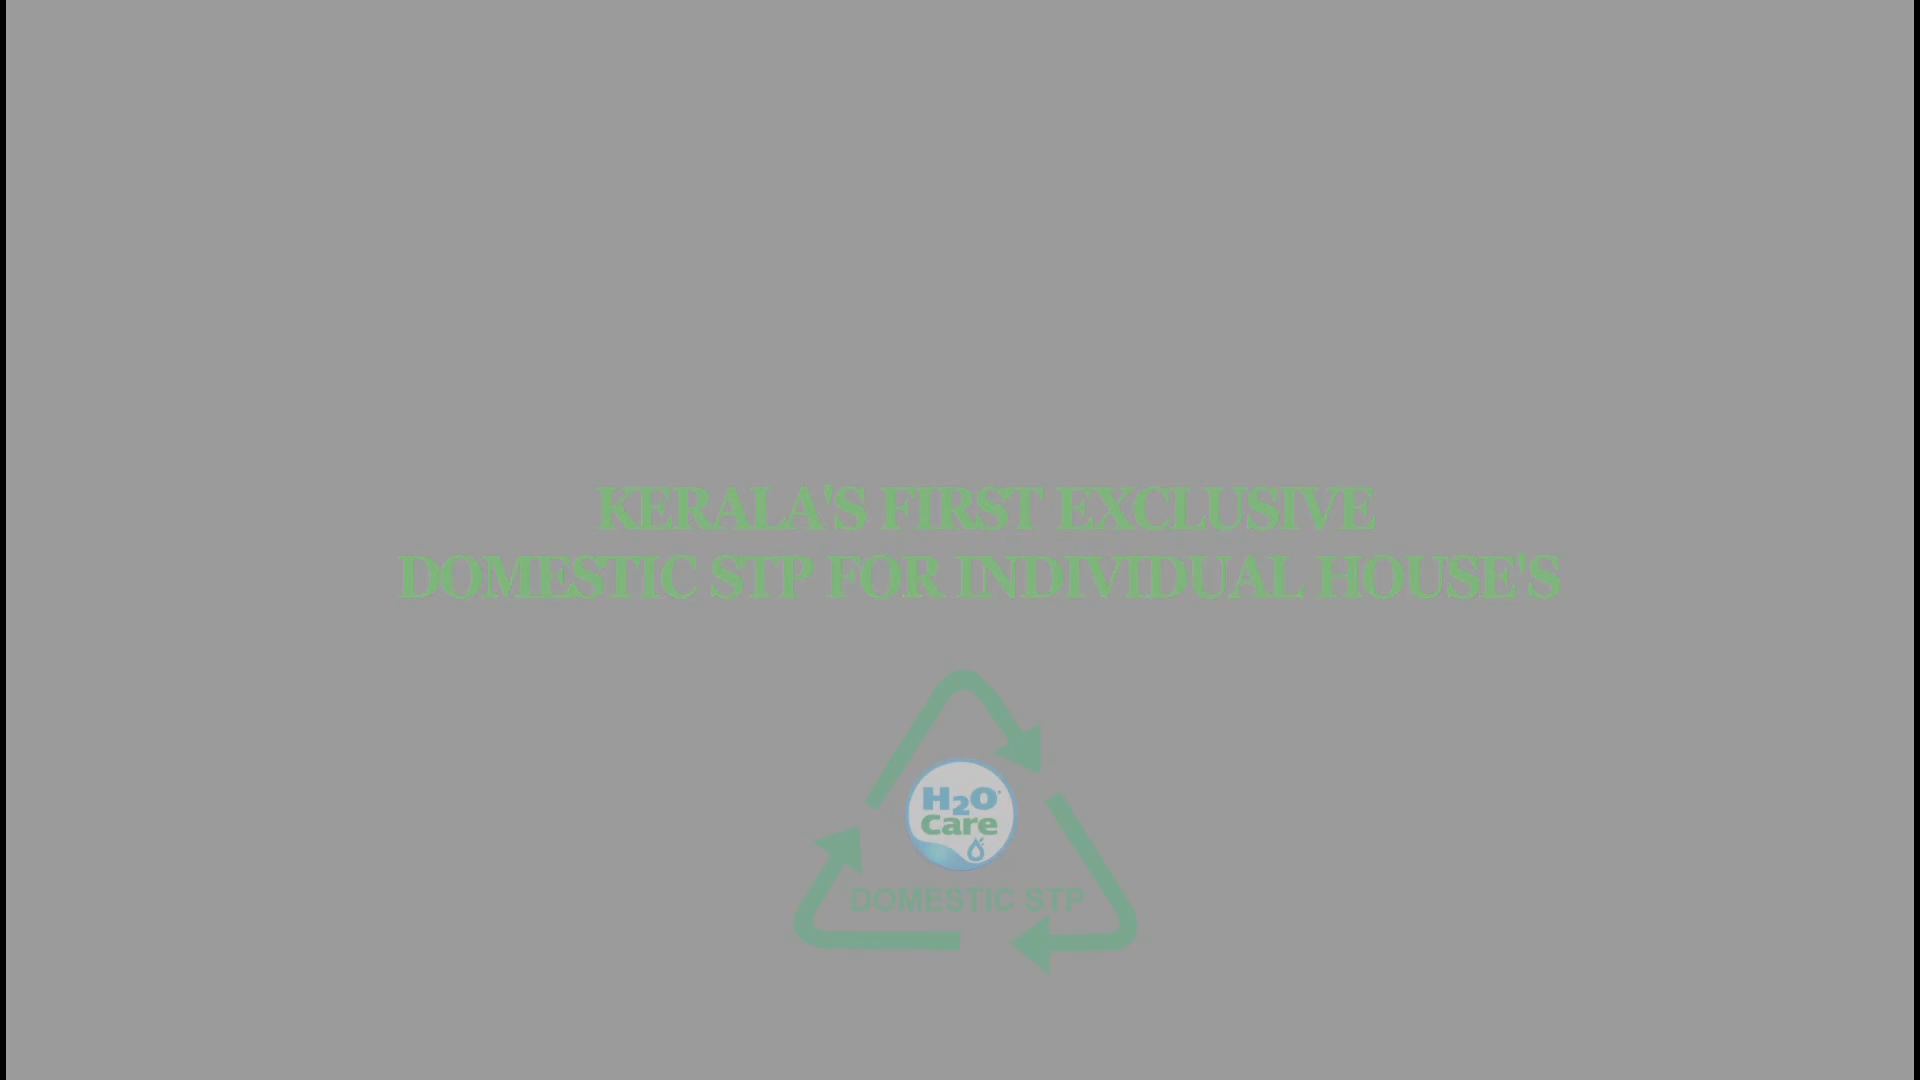 KERALA'S FIRST EXCLUSIVE
DOMESTIC STP FOR INDIVIDUAL HOUSE'S
H2O
Care
DOMESTIC STP